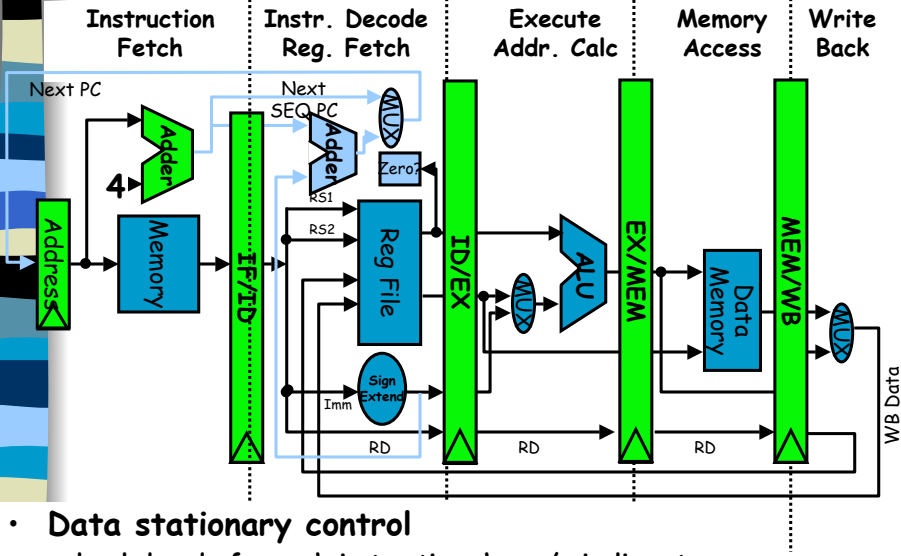 Instruction
Fetch
Instr. Decode
Reg. Fetch
Execute
Addr. Calc
Memory
Access
Write
Back
Next PC
Next
SEQ PC
MUX
Adder
Adder
Zero?
4
RS1
RS2
Address
Memory
IF/ID
Reg File
ID/EX
MUX
ALU
EX/MEM
Data
Memory
MEM/WB
MUX
Sign
Extend
Imm
RD
RD
RD
WB Data
• Data stationary control